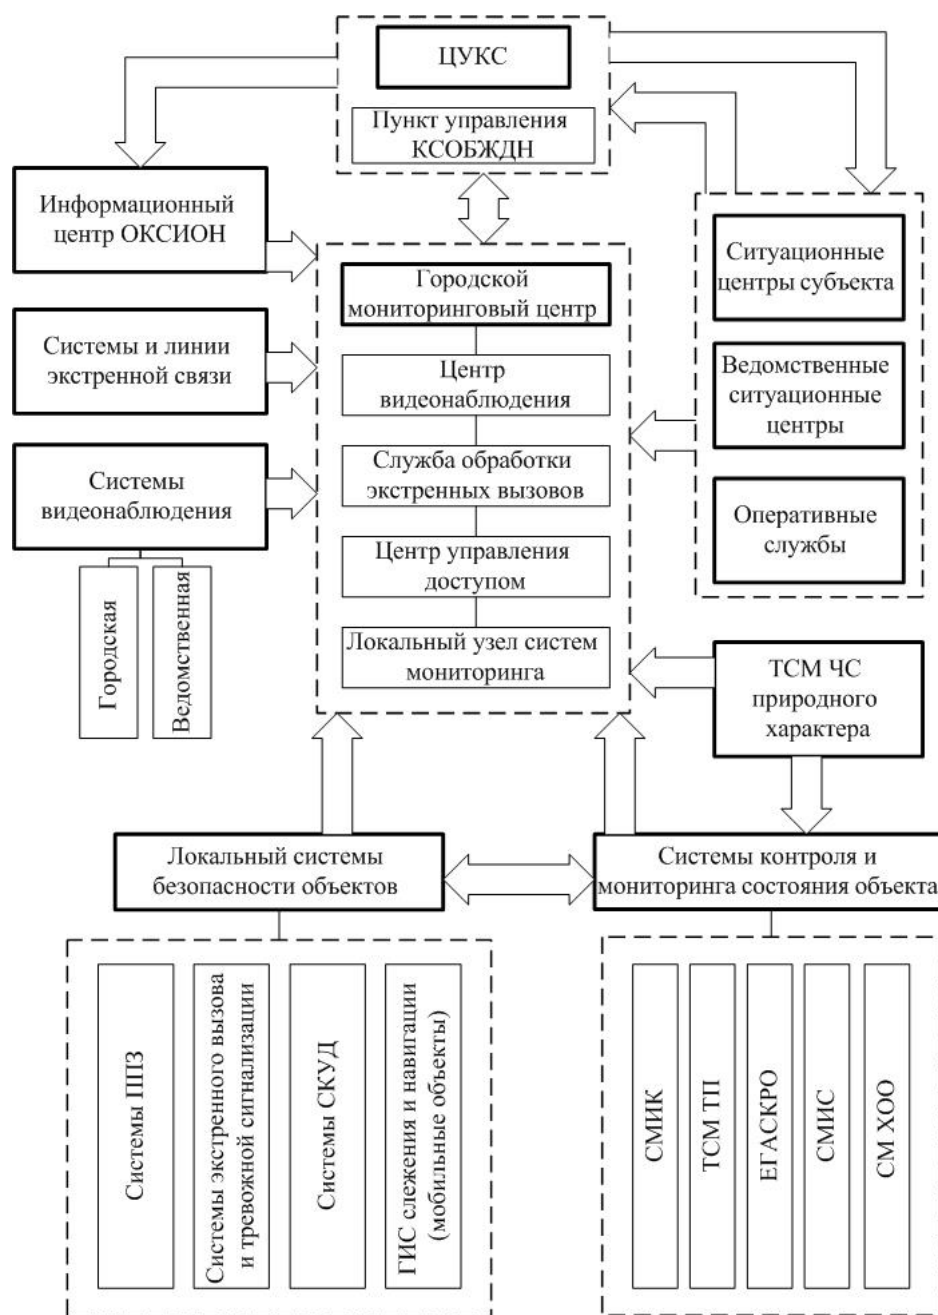 ЦУКС
Пункт управления
КСОБЖДН
Информационный
центр ОКСИОН
Системы и линии
экстренной связи
Системы
видеонаблюдения
Городская
Ведомственная
Городской
мониторинговый центр
Центр
видеонаблюдения
Служба обработки
экстренных вызовов
Центр управления
доступом
Локальный узел систем
мониторинга
Ситуационные
центры субъекта
Ведомственные
ситуационные
центры
Оперативные
службы
ТСМ ЧС
природного
характера
Локальный системы
безопасности объектов
Системы контроля и
мониторинга состояния объекта
Системы ППЗ
Системы экстренного вызова
и тревожной сигнализации
Системы СКУД
ГИС слежения и навигации
(мобильные объекты)
СМИК
ТСМ ТП
ЕГАСКРО
СМИС
СМ ХОО